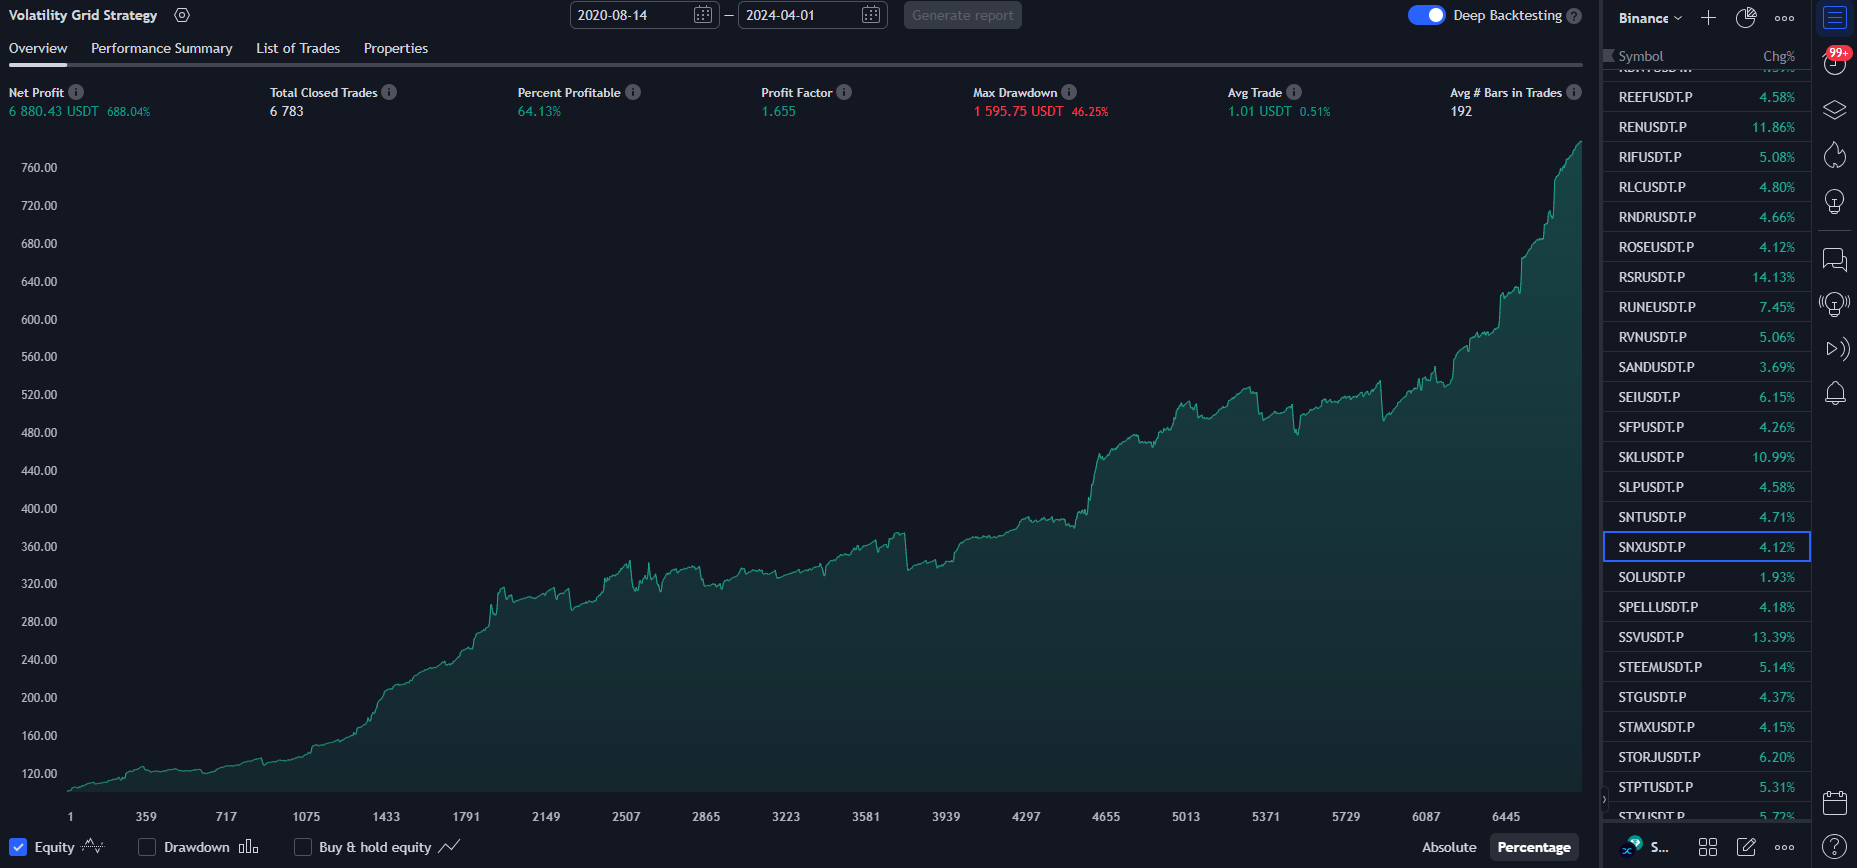 Volatility Grid Strategy
2020-08-14 — 2024-04-01 Generate report
Deep Backtesting ?
Overview Performance Summary List of Trades Properties
Net Profit Total Closed Trades Percent Profitable Profit Factor Max Drawdown Avg Trade Avg # Bars in Trades
6 880.43 USDT 688.04% 6 783 64.13% 1.655 1 595.75 USDT 46.25% 1.01 USDT 0.51% 192
760.00
720.00
680.00
640.00
600.00
560.00
520.00
480.00
440.00
400.00
360.00
320.00
280.00
240.00
200.00
160.00
120.00
1 359 717 1075 1433 1791 2149 2507 2865 3223 3581 3939 4297 4655 5013 5371 5729 6087 6445
Equity Drawdown Buy & hold equity Absolute Percentage
Binance
99+
Symbol Chg%
REEFUSDT.P 4.58%
RENUSDT.P 11.86%
RIFUSDT.P 5.08%
RLCUSDT.P 4.80%
RNDRUSDT.P 4.66%
ROSEUSDT.P 4.12%
RSRUSDT.P 14.13%
RUNEUSDT.P 7.45%
RVNUSDT.P 5.06%
SANDUSDT.P 3.69%
SEIUSDT.P 6.15%
SFPUSDT.P 4.26%
SKLUSDT.P 10.99%
SLPUSDT.P 4.58%
SNTUSDT.P 4.71%
SNXUSDT.P 4.12%
SOLUSDT.P 1.93%
SPELLUSDT.P 4.18%
SSVUSDT.P 13.39%
STEEMUSDT.P 5.14%
STGUSDT.P 4.37%
STMXUSDT.P 4.15%
STORJUSDT.P 6.20%
STPTUSDT.P 5.31%
STXUSDT.P 5.72%
S...